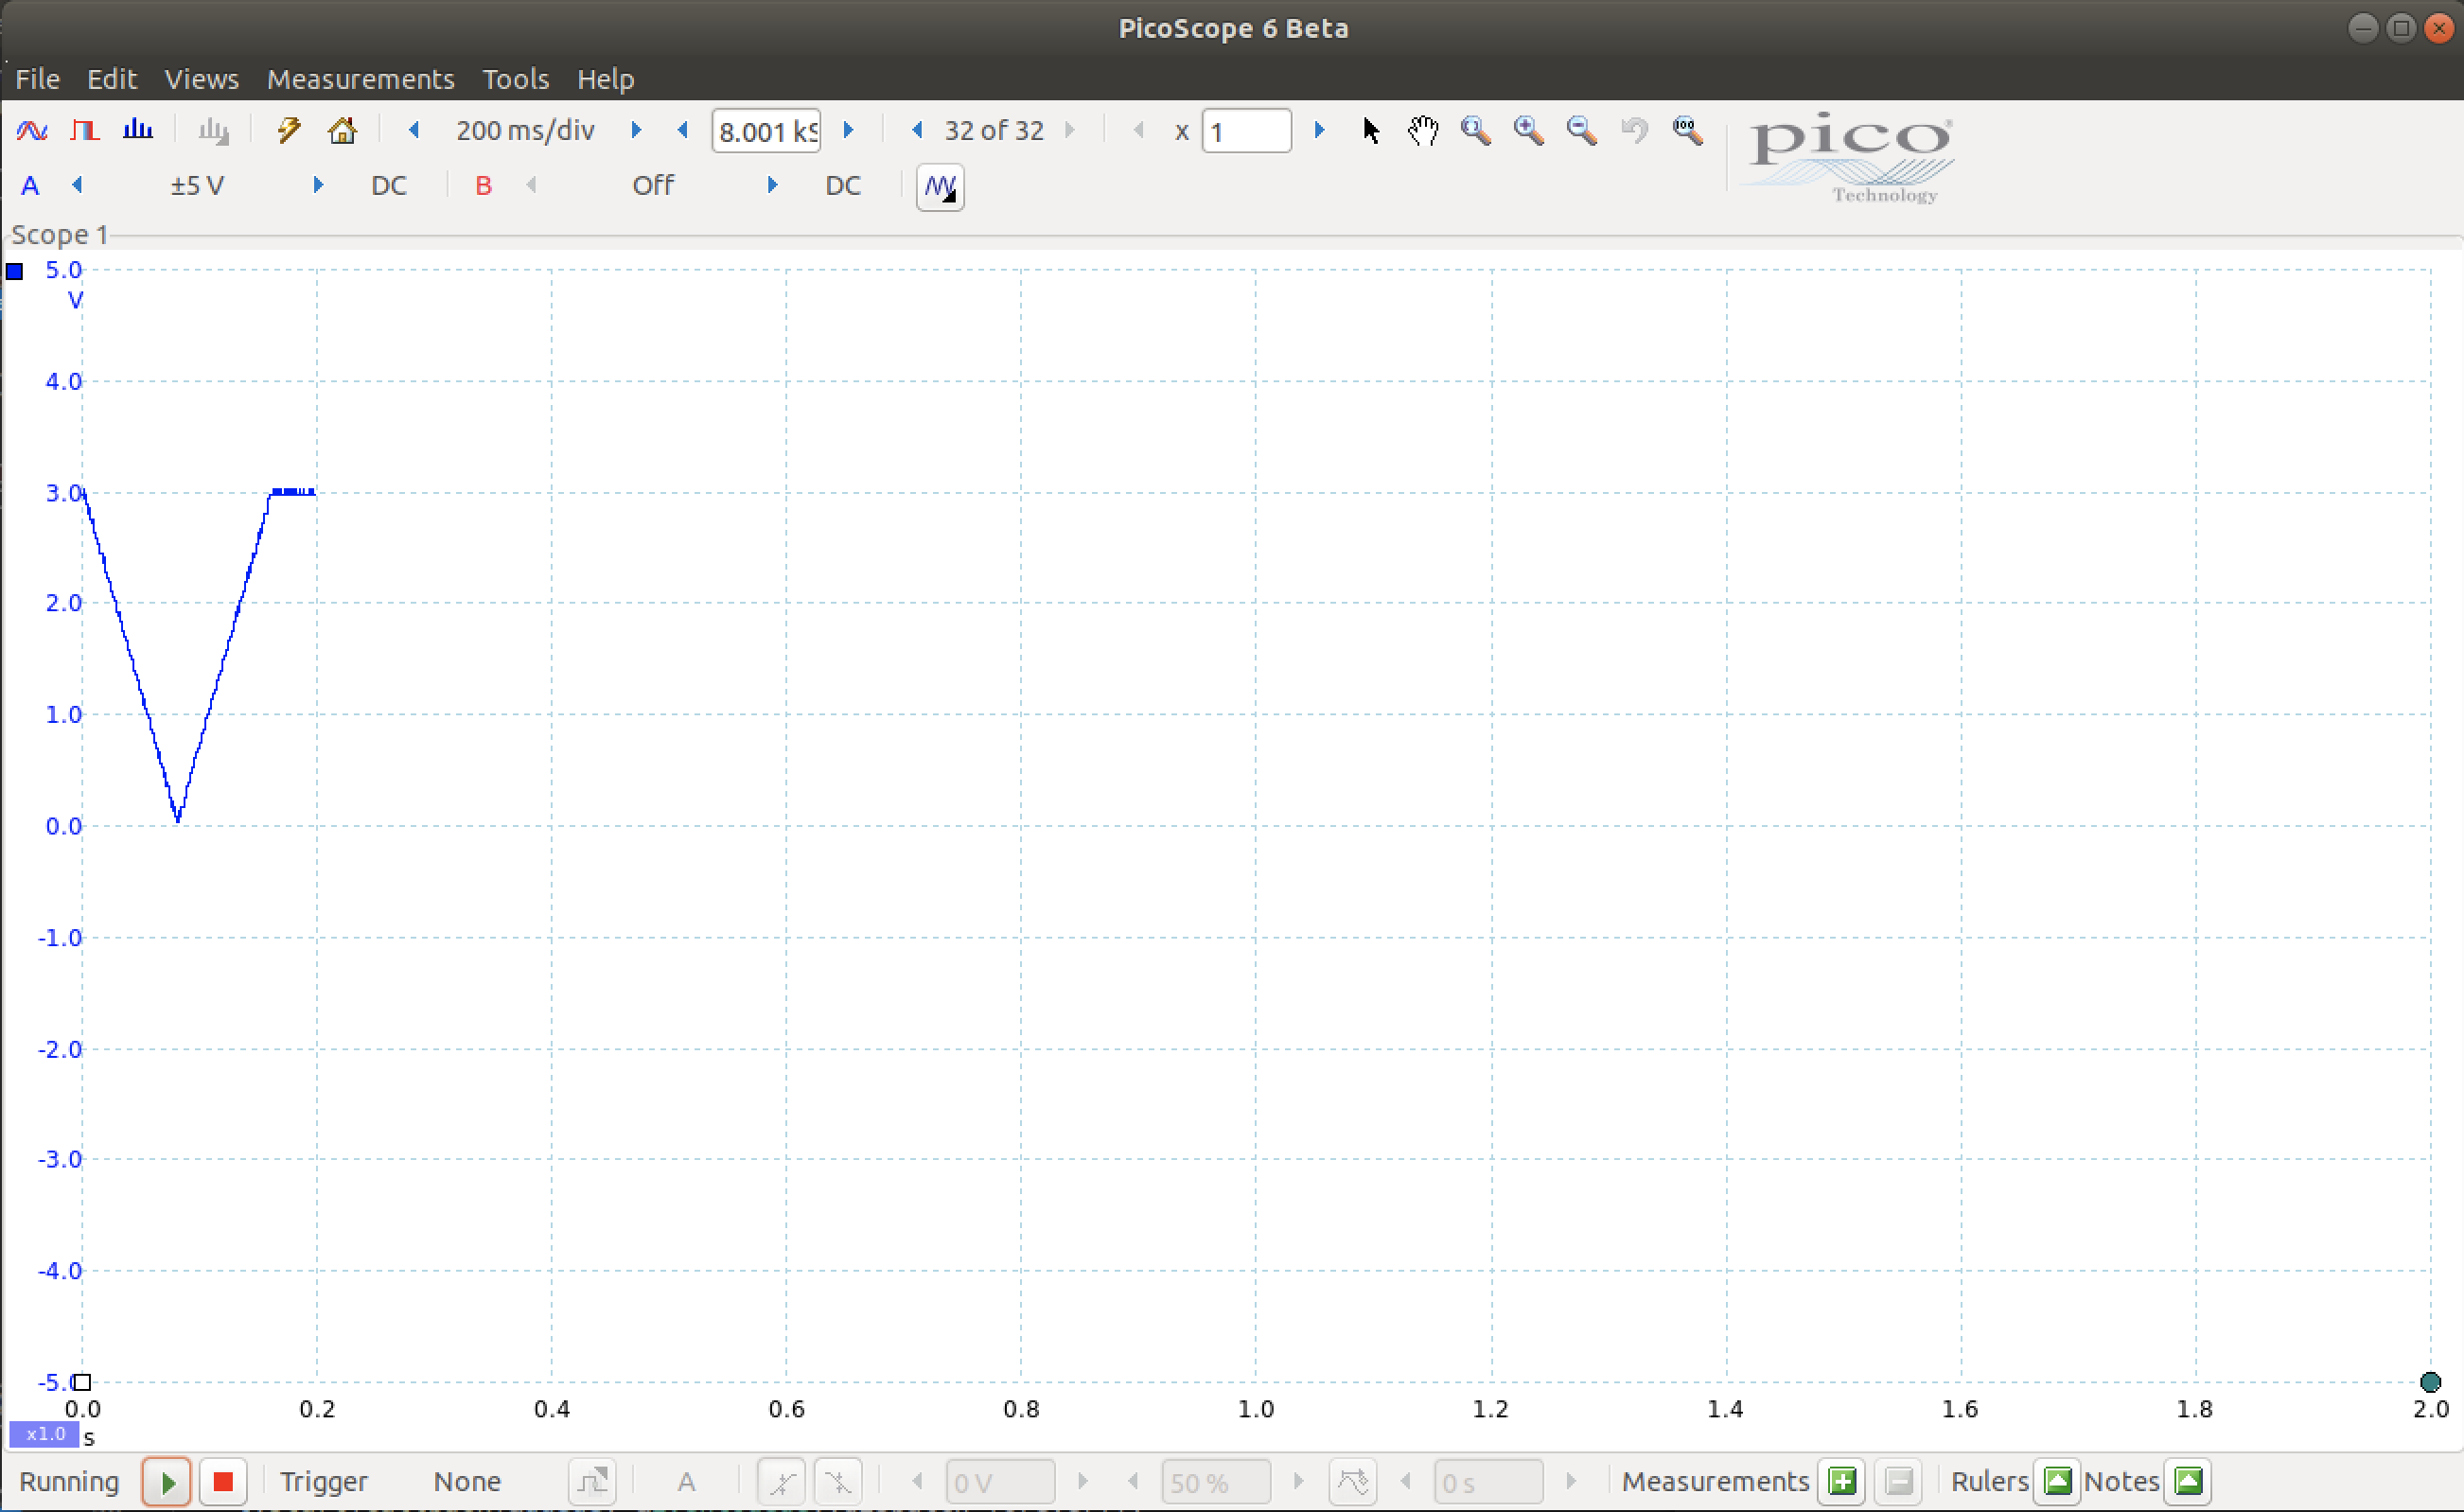 PicoScope 6 Beta
File Edit Views Measurements Tools Help
200 ms/div 8.001 kS 32 of 32 x 1
pico
Technology
A ±5 V DC B Off DC
Scope 1
5.0
V
4.0
3.0
2.0
1.0
0.0
-1.0
-2.0
-3.0
-4.0
-5.0
0.0 0.2 0.4 0.6 0.8 1.0 1.2 1.4 1.6 1.8 2.0
x1.0 s
Running Trigger None A 0 V 50 % 0 s Measurements Rulers Notes